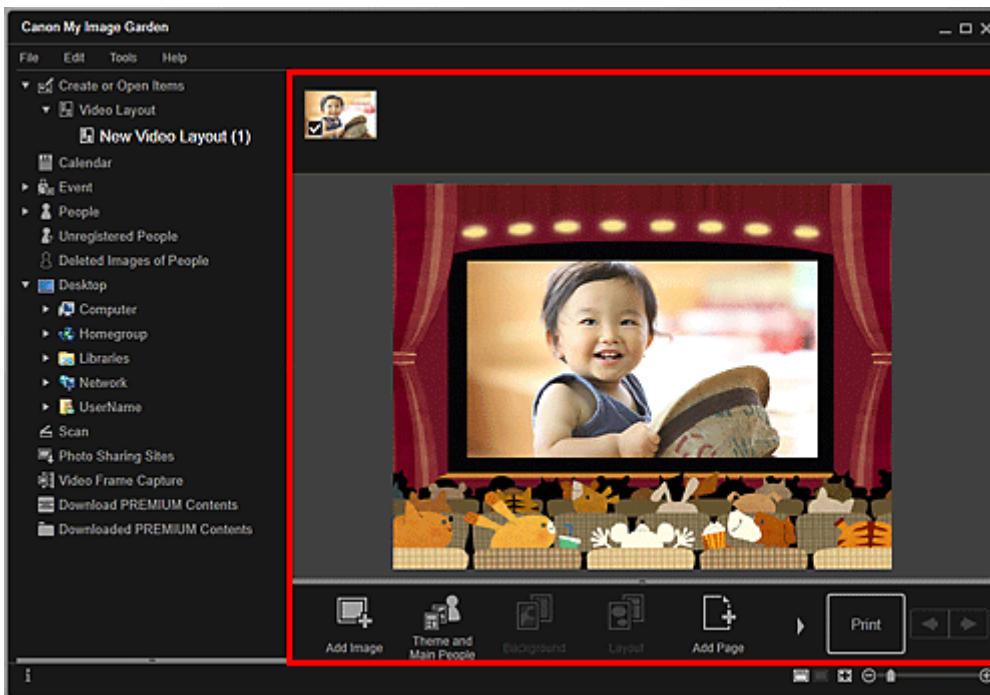 Canon My Image Garden
File Edit Tools Help
Create or Open Items
Video Layout
New Video Layout (1)
Calendar
Event
People
Unregistered People
Deleted Images of People
Desktop
Computer
Homegroup
Libraries
Network
UserName
Scan
Photo Sharing Sites
Video Frame Capture
Download PREMIUM Contents
Downloaded PREMIUM Contents
Add Image
Theme and
Main People
Background
Layout
Add Page
Print